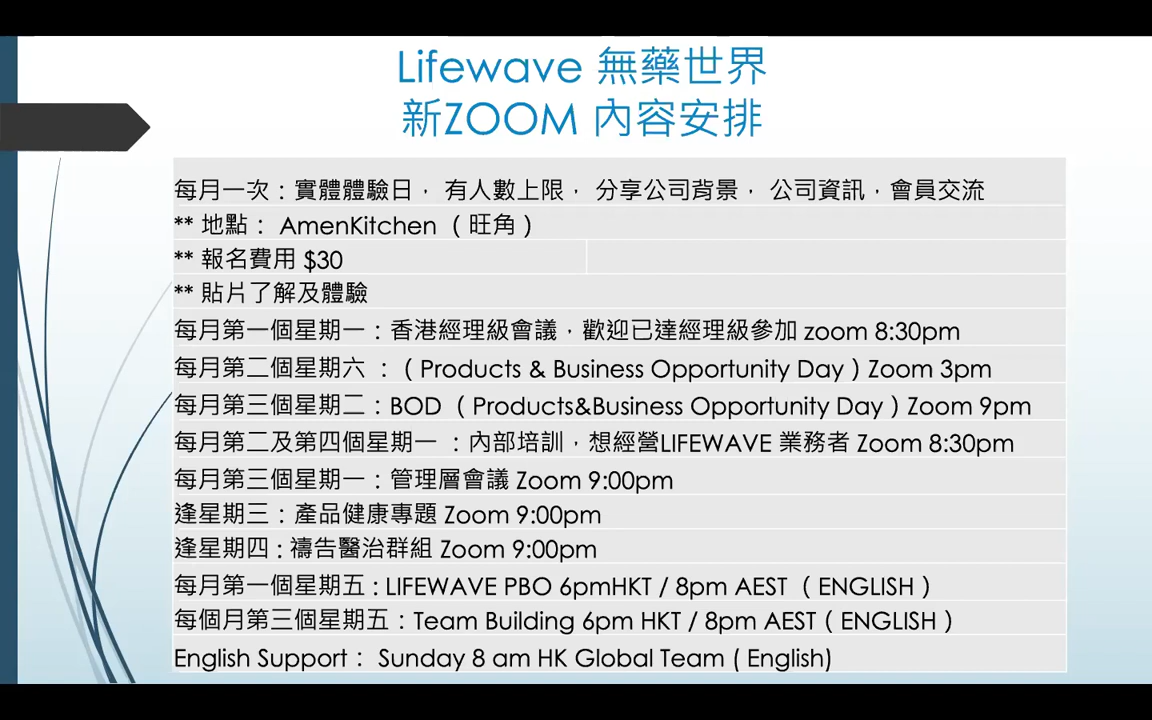 Lifewave 無藥世界
新ZOOM 內容安排
每月一次：實體體驗日， 有人數上限， 分享公司背景， 公司資訊，會員交流
** 地點： AmenKitchen （旺角）
** 報名費用 $30
** 貼片了解及體驗
每月第一個星期一：香港經理級會議，歡迎已達經理級參加 zoom 8:30pm
每月第二個星期六 ：（Products & Business Opportunity Day）Zoom 3pm
每月第三個星期二：BOD （Products&Business Opportunity Day）Zoom 9pm
每月第二及第四個星期一 ：內部培訓，想經營LIFEWAVE 業務者 Zoom 8:30pm
每月第三個星期一：管理層會議 Zoom 9:00pm
逢星期三：產品健康專題 Zoom 9:00pm
逢星期四 : 禱告醫治群組 Zoom 9:00pm
每月第一個星期五 : LIFEWAVE PBO 6pmHKT / 8pm AEST （ENGLISH）
每個月第三個星期五：Team Building 6pm HKT / 8pm AEST（ENGLISH）
English Support： Sunday 8 am HK Global Team ( English)